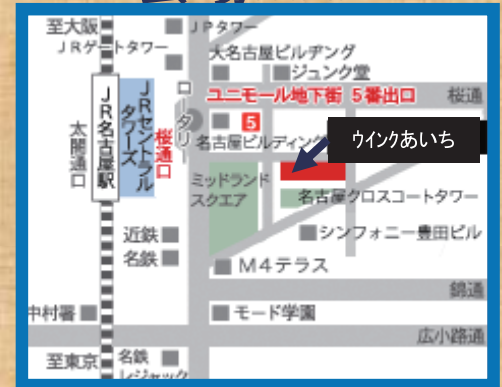 至大阪
JPタワー
JRゲートタワー
大名古屋ビルヂング
ジュンク堂
ユニモール地下街 5番出口
桜通
JRセントラル
タワーズ
ロータリー
桜通口
JR名古屋駅
太閤通口
5
名古屋ビルディング
ウインクあいち
ミッドランド
スクエア
名古屋クロスコートタワー
近鉄
名鉄
シンフォニー豊田ビル
M4テラス
錦通
中村署
モード学園
広小路通
至東京
名鉄
レジャック